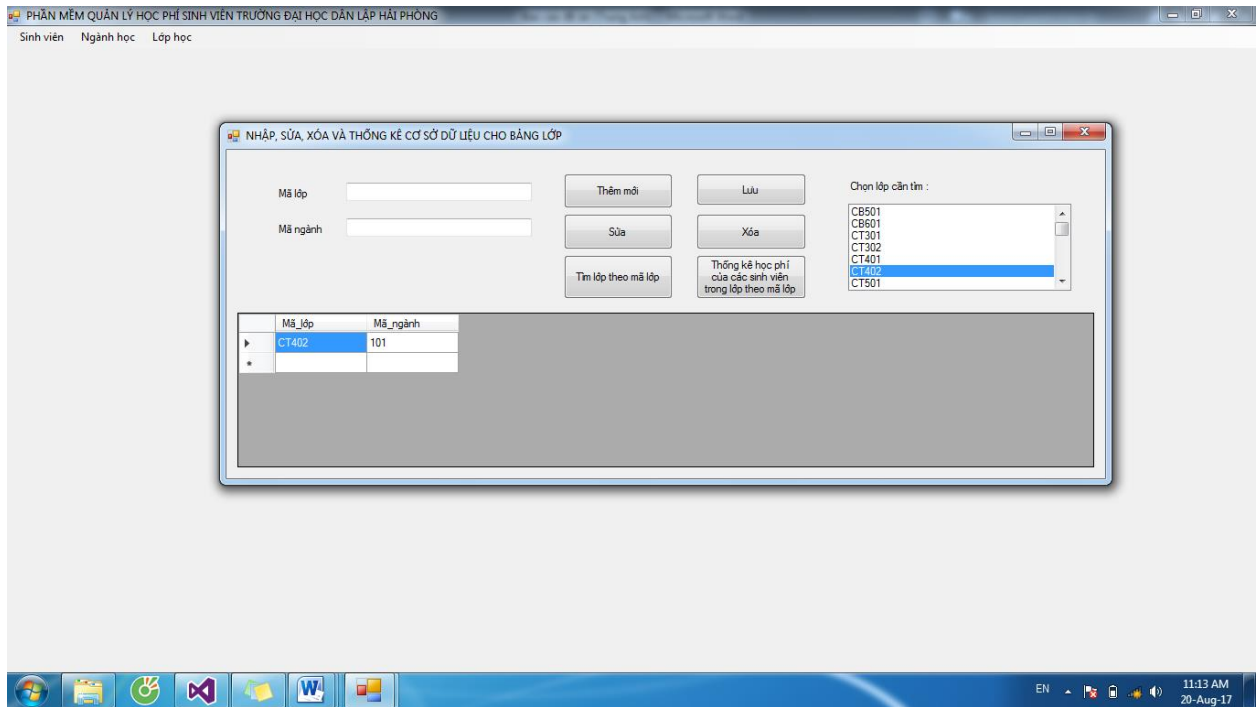 PHẦN MỀM QUẢN LÝ HỌC PHÍ SINH VIÊN TRƯỜNG ĐẠI HỌC DÂN LẬP HẢI PHÒNG
Sinh viên Ngành học Lớp học
NHẬP, SỬA, XÓA VÀ THỐNG KÊ CƠ SỞ DỮ LIỆU CHO BẢNG LỚP
Mã lớp
Mã ngành
Thêm mới
Lưu
Sửa
Xóa
Tìm lớp theo mã lớp
Thống kê học phí
của các sinh viên
trong lớp theo mã lớp
Chọn lớp cần tìm :
CB501
CB601
CT301
CT302
CT401
CT402
CT501
Mã_lớp Mã_ngành
CT402 101
EN
11:13 AM
20-Aug-17